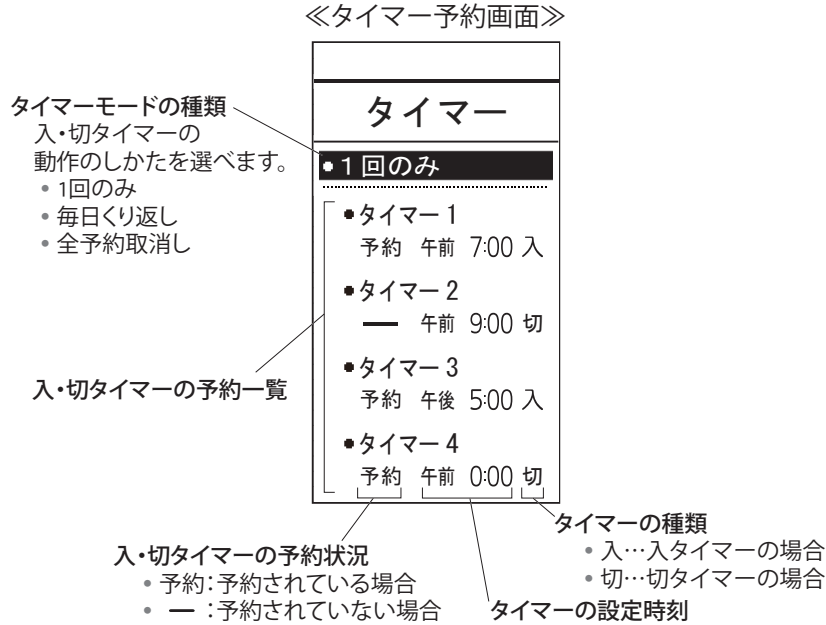 ≪タイマー予約画面≫
タイマー
●1回のみ
●タイマー1
予約 午前 7:00 入
●タイマー2
― 午前 9:00 切
●タイマー3
予約 午後 5:00 入
●タイマー4
予約 午前 0:00 切
タイマーモードの種類
入・切タイマーの
動作のしかたを選べます。
• 1回のみ
• 毎日くり返し
• 全予約取消し
入・切タイマーの予約一覧
入・切タイマーの予約状況
• 予約：予約されている場合
• ― ：予約されていない場合
タイマーの設定時刻
タイマーの種類
• 入…入タイマーの場合
• 切…切タイマーの場合